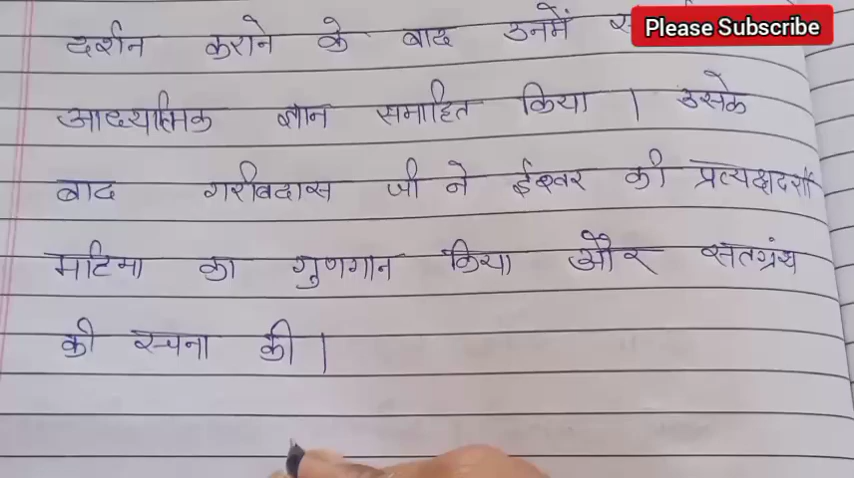 Please Subscribe
दर्शन कराने के बाद उनमें
आध्यात्मिक ज्ञान समाहित किया । उसके
बाद गरीबदास जी ने ईश्वर की प्रत्यक्षदर्शी
महिमा का गुणगान किया और सतग्रंथ
की रचना की ।